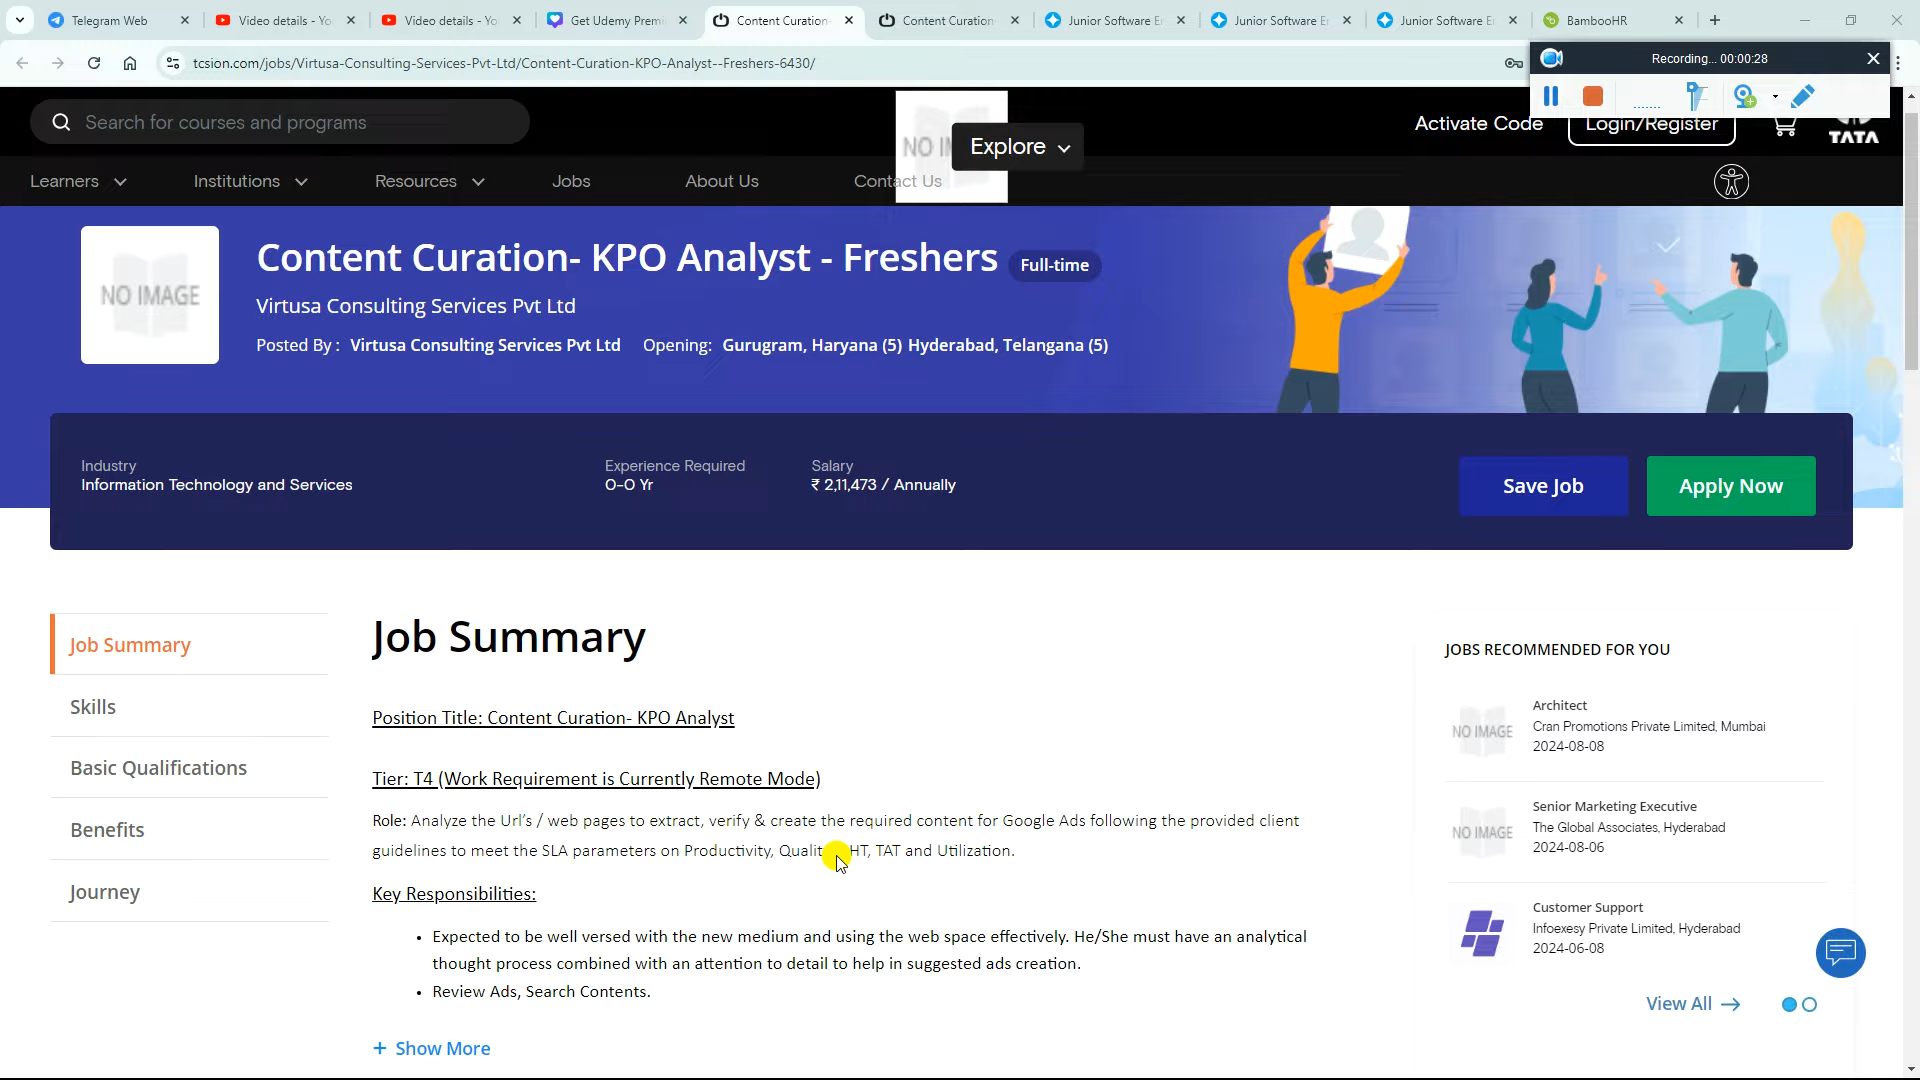 Telegram Web
Video details - Yo
Video details - Yo
Get Udemy Premi
Content Curation-
Content Curation-
Junior Software E
Junior Software E
Junior Software E
BambooHR
tcsion.com/jobs/Virtusa-Consulting-Services-Pvt-Ltd/Content-Curation-KPO-Analyst--Freshers-6430/
Recording... 00:00:28
Search for courses and programs
NO I
Explore
Activate Code
Login/Register
TATA
Learners
Institutions
Resources
Jobs
About Us
Contact Us
NO IMAGE
Content Curation- KPO Analyst - Freshers
Full-time
Virtusa Consulting Services Pvt Ltd
Posted By : Virtusa Consulting Services Pvt Ltd Opening: Gurugram, Haryana (5) Hyderabad, Telangana (5)
Industry
Information Technology and Services
Experience Required
0-0 Yr
Salary
₹ 2,11,473 / Annually
Save Job
Apply Now
Job Summary
Skills
Basic Qualifications
Benefits
Journey
Job Summary
Position Title: Content Curation- KPO Analyst
Tier: T4 (Work Requirement is Currently Remote Mode)
Role: Analyze the Url's / web pages to extract, verify & create the required content for Google Ads following the provided client
guidelines to meet the SLA parameters on Productivity, Qualit HT, TAT and Utilization.
Key Responsibilities:
• Expected to be well versed with the new medium and using the web space effectively. He/She must have an analytical
thought process combined with an attention to detail to help in suggested ads creation.
• Review Ads, Search Contents.
+ Show More
JOBS RECOMMENDED FOR YOU
NO IMAGE
Architect
Cran Promotions Private Limited, Mumbai
2024-08-08
NO IMAGE
Senior Marketing Executive
The Global Associates, Hyderabad
2024-08-06
Customer Support
Infoexesy Private Limited, Hyderabad
2024-06-08
View All →